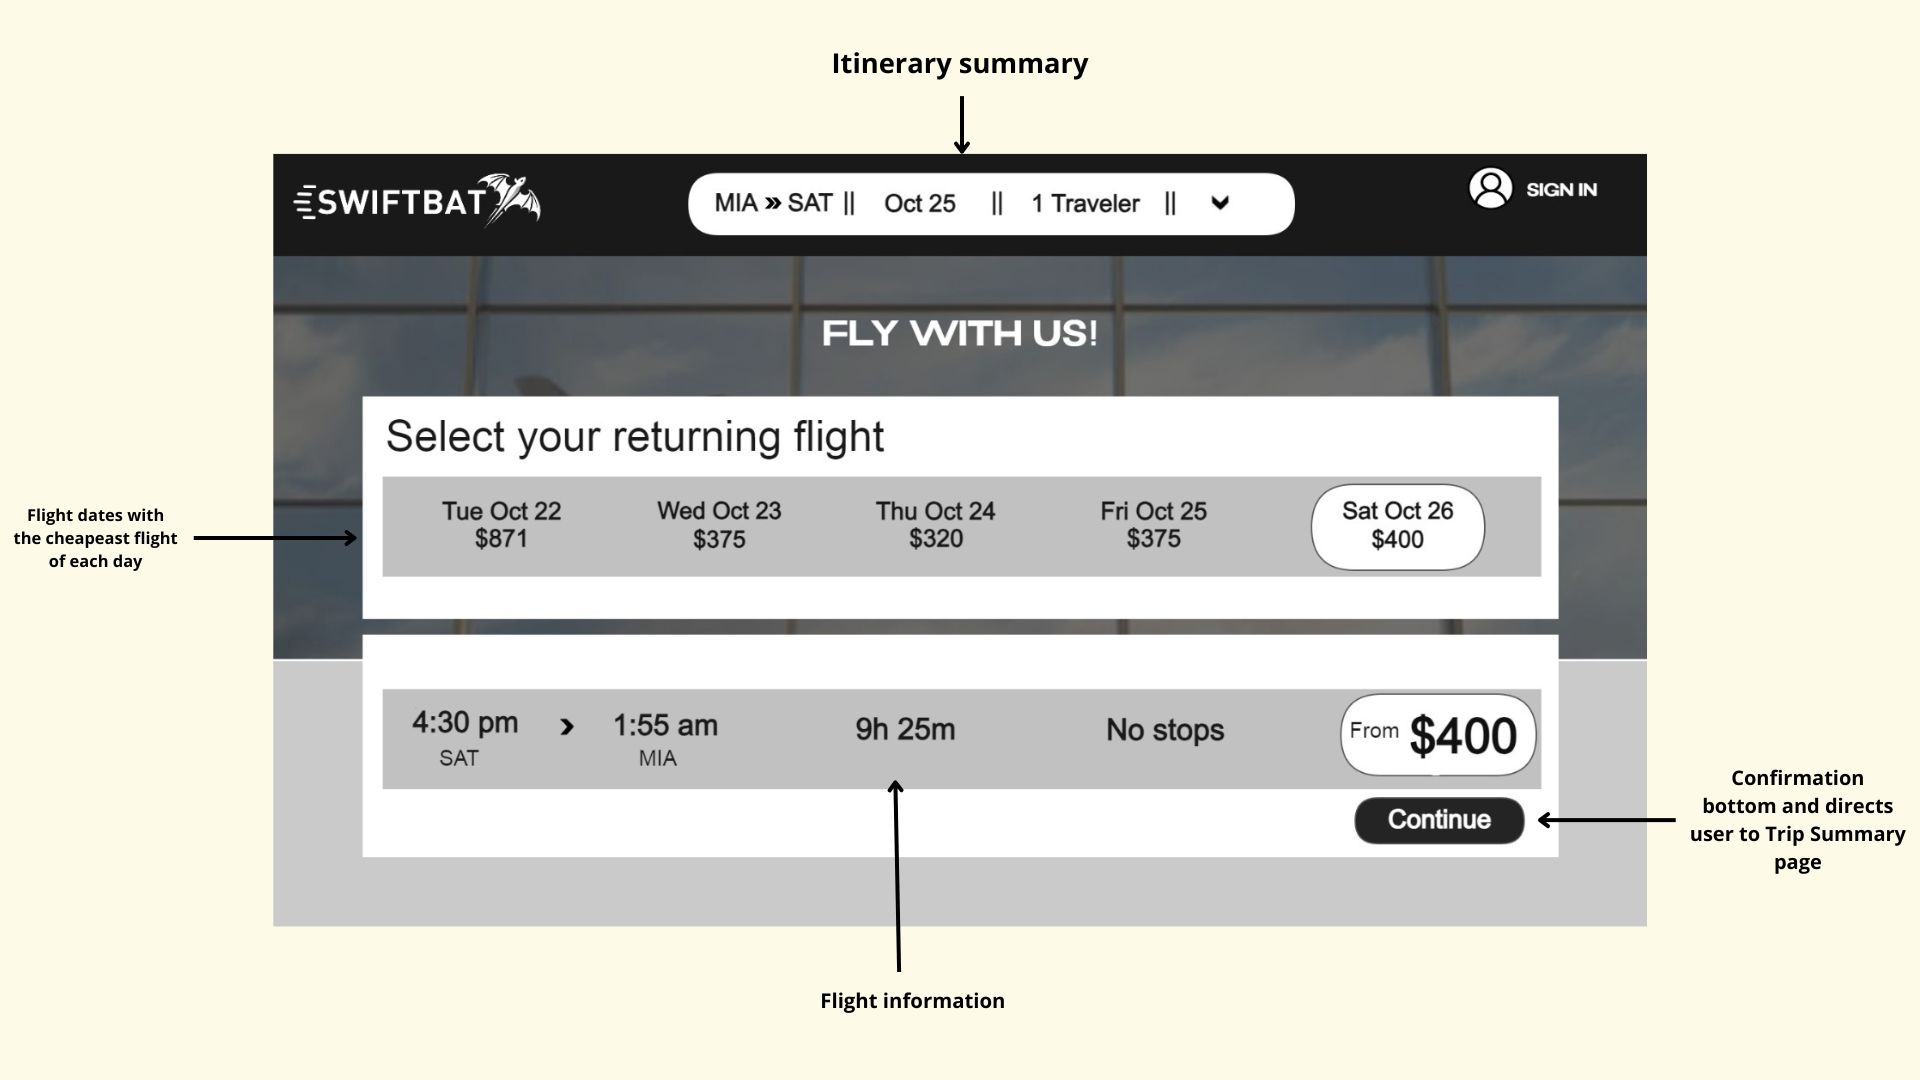 Itinerary summary
SWIFTBAT
MIA » SAT || Oct 25 || 1 Traveler ||
SIGN IN
FLY WITH US!
Select your returning flight
Flight dates with
the cheapeast flight
of each day
Tue Oct 22
$871
Wed Oct 23
$375
Thu Oct 24
$320
Fri Oct 25
$375
Sat Oct 26
$400
4:30 pm
SAT
1:55 am
MIA
9h 25m
No stops
From $400
Continue
Confirmation
bottom and directs
user to Trip Summary
page
Flight information